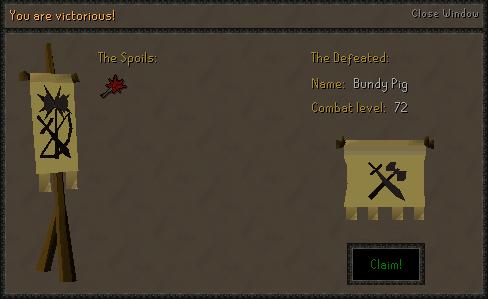 You are victorious!
Close Window
The Spoils:
The Defeated:
Name: Bundy Pig
Combat level: 72
Claim!